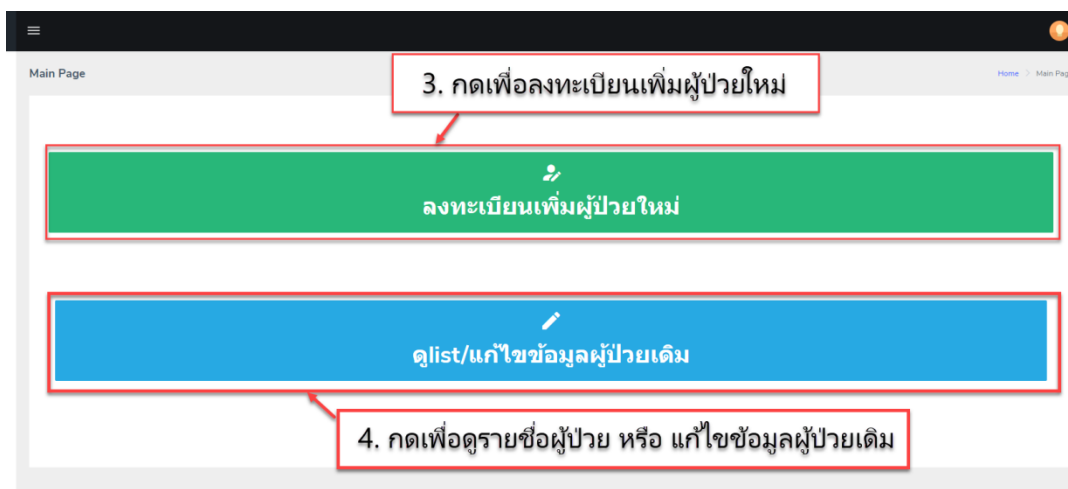 Main Page
Home > Main Pag
3. กดเพื่อลงทะเบียนเพิ่มผู้ป่วยใหม่
ลงทะเบียนเพิ่มผู้ป่วยใหม่
ดูlist/แก้ไขข้อมูลผู้ป่วยเดิม
4. กดเพื่อดูรายชื่อผู้ป่วย หรือ แก้ไขข้อมูลผู้ป่วยเดิม